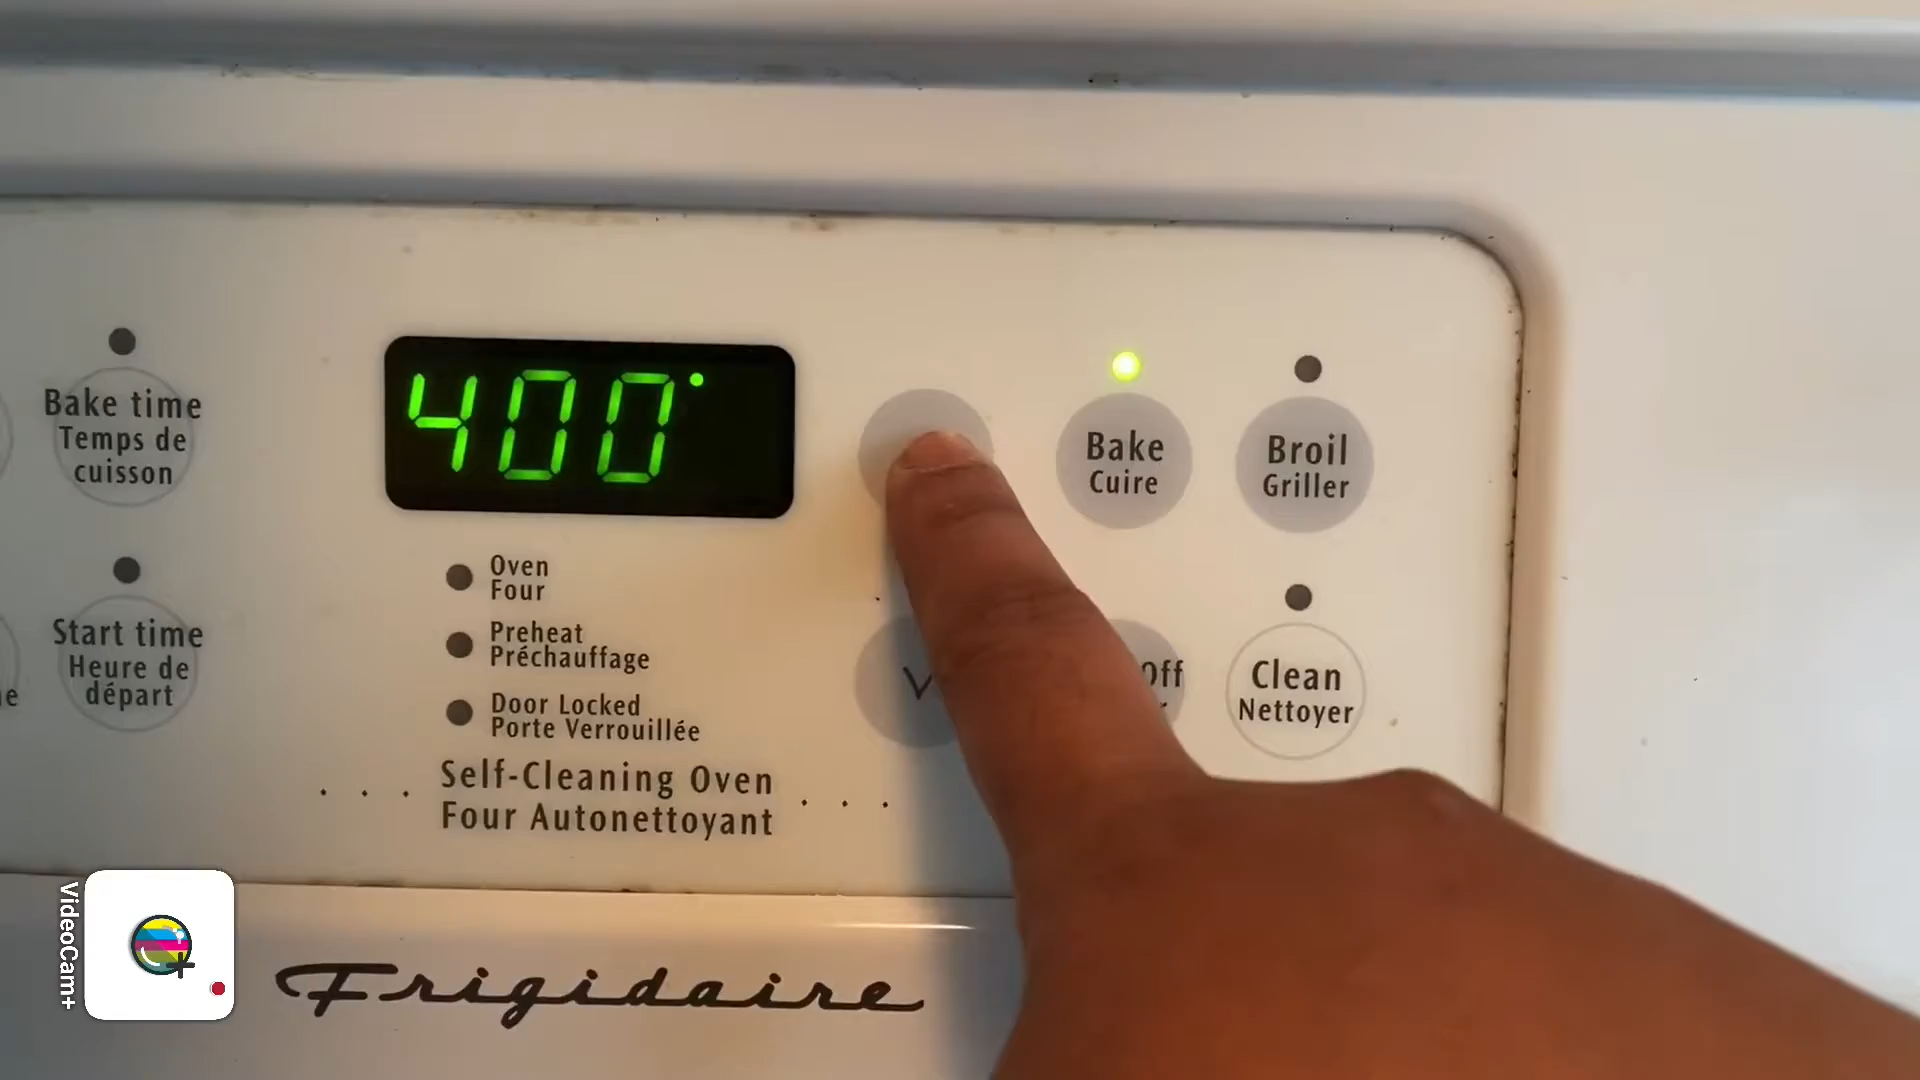 400°
Bake time
Temps de
cuisson
Bake
Cuire
Broil
Griller
Oven
Four
Preheat
Préchauffage
Door Locked
Porte Verrouillée
Start time
Heure de
départ
Off
Clean
Nettoyer
Self-Cleaning Oven
Four Autonettoyant
Frigidaire
VideoCam+